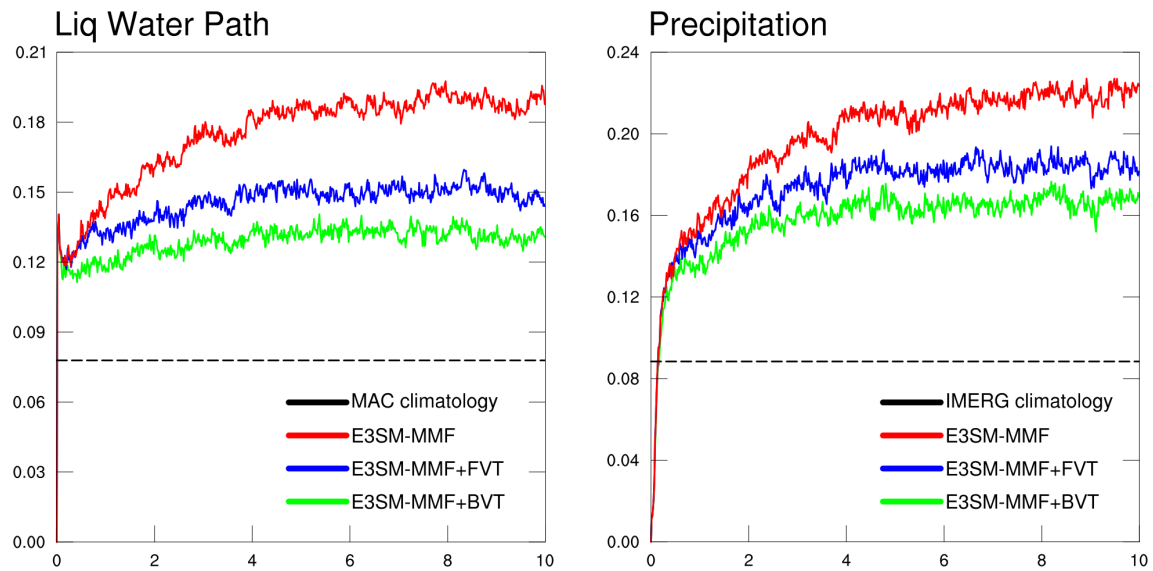 Liq Water Path
0.21
0.18
0.15
0.12
0.09
0.06
0.03
0.00
0 2 4 6 8 10
MAC climatology
E3SM-MMF
E3SM-MMF+FVT
E3SM-MMF+BVT
Precipitation
0.24
0.20
0.16
0.12
0.08
0.04
0.00
0 2 4 6 8 10
IMERG climatology
E3SM-MMF
E3SM-MMF+FVT
E3SM-MMF+BVT